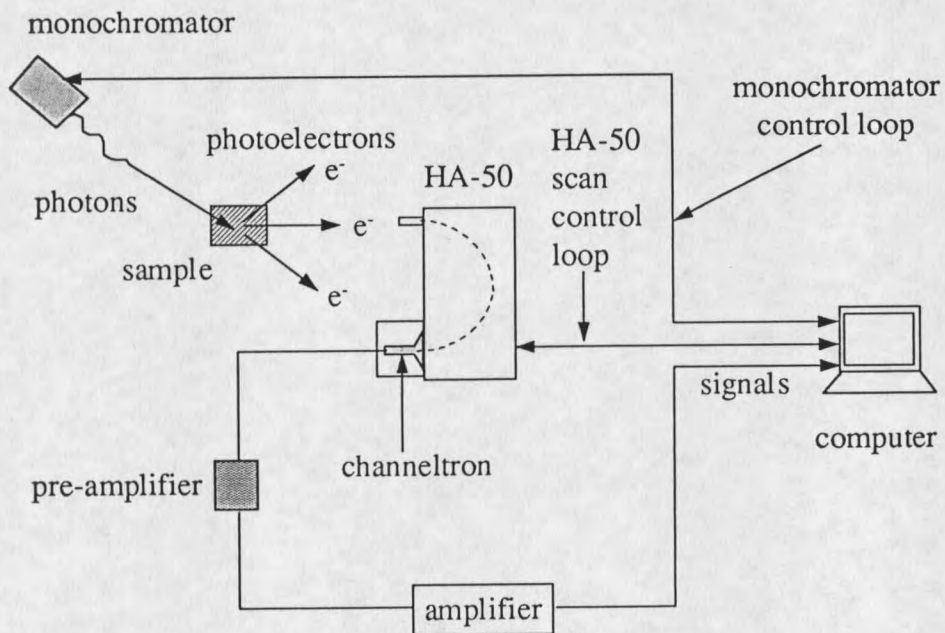 monochromator
monochromator
control loop
photoelectrons
e-
HA-50
HA-50
scan
control
loop
photons
e-
sample
e-
signals
computer
channeltron
pre-amplifier
amplifier